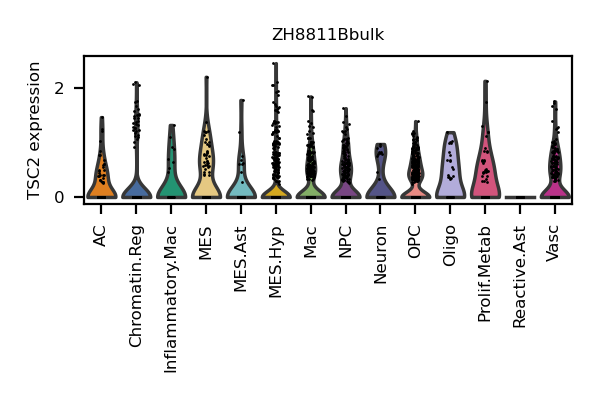 ZH8811Bbulk
TSC2 expression
2
0
AC
Chromatin.Reg
Inflammatory.Mac
MES
MES.Ast
MES.Hyp
Mac
NPC
Neuron
OPC
Oligo
Prolif.Metab
Reactive.Ast
Vasc